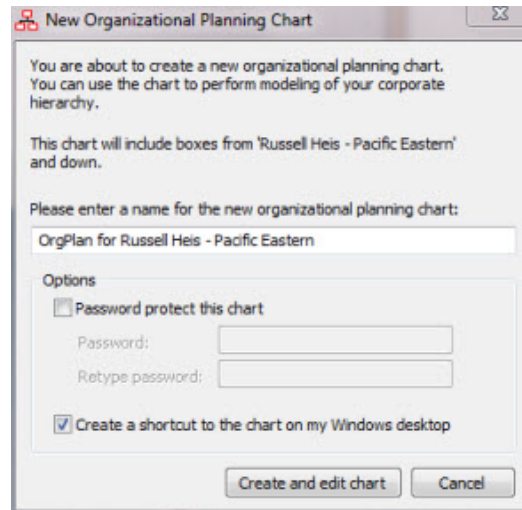 New Organizational Planning Chart
You are about to create a new organizational planning chart.
You can use the chart to perform modeling of your corporate
hierarchy.
This chart will include boxes from 'Russell Heis - Pacific Eastern'
and down.
Please enter a name for the new organizational planning chart:
OrgPlan for Russell Heis - Pacific Eastern
Options
Password protect this chart
Password:
Retype password:
Create a shortcut to the chart on my Windows desktop
Create and edit chart Cancel